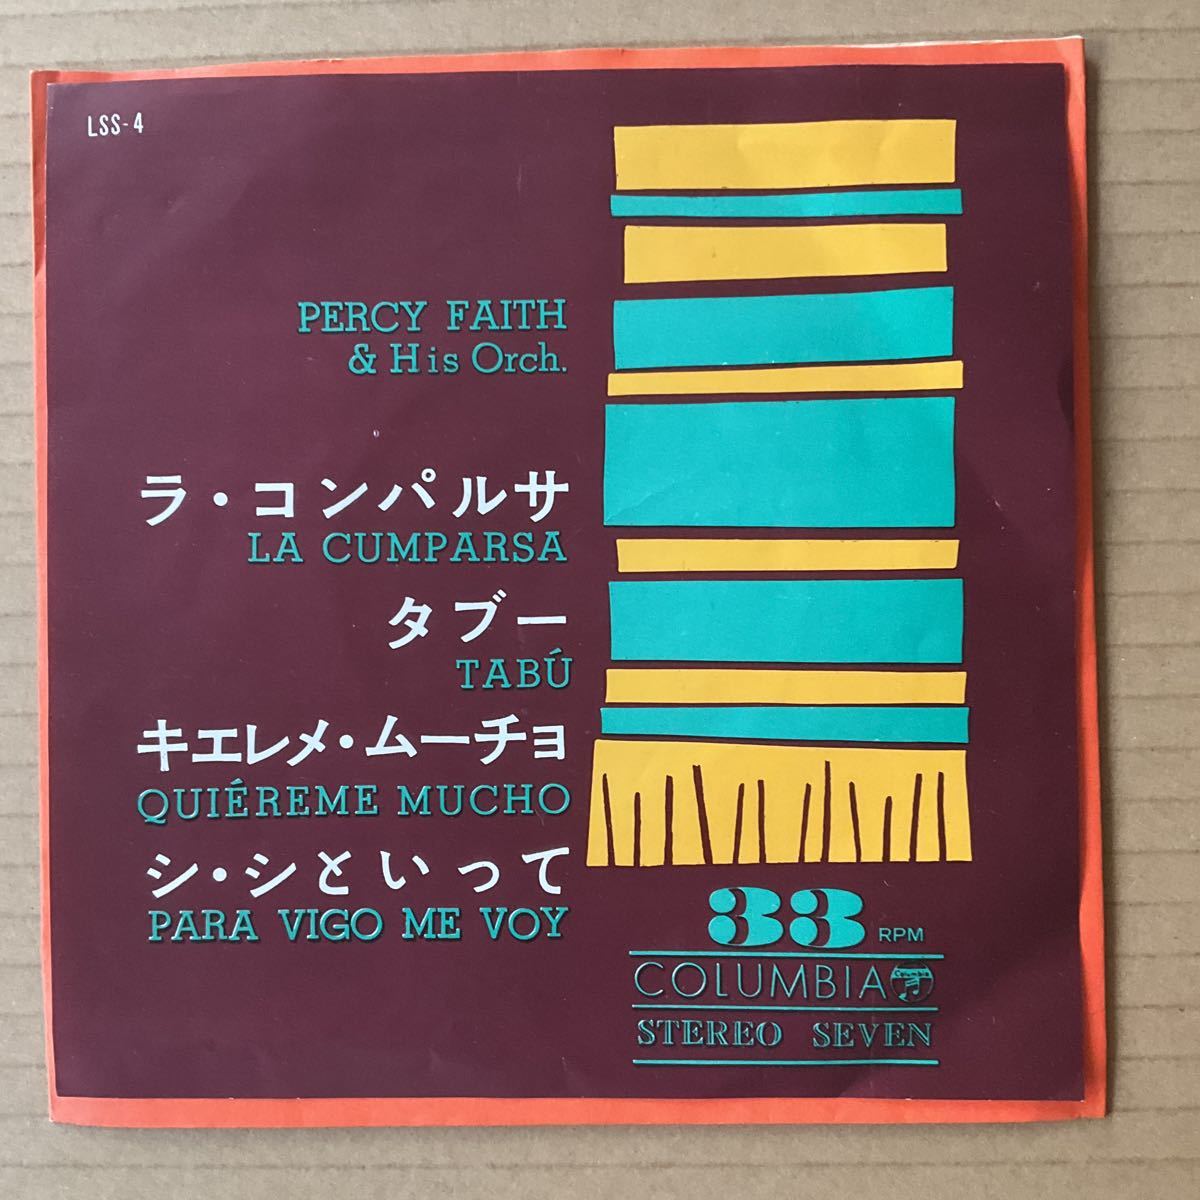 LSS-4
PERCY FAITH
& His Orch.
ラ・コンパルサ
LA CUMPARSA
タブー
TABÚ
キエレメ・ムーチョ
QUIÉREME MUCHO
シ・シといって
PARA VIGO ME VOY
33 RPM
COLUMBIA Columbia
STEREO SEVEN